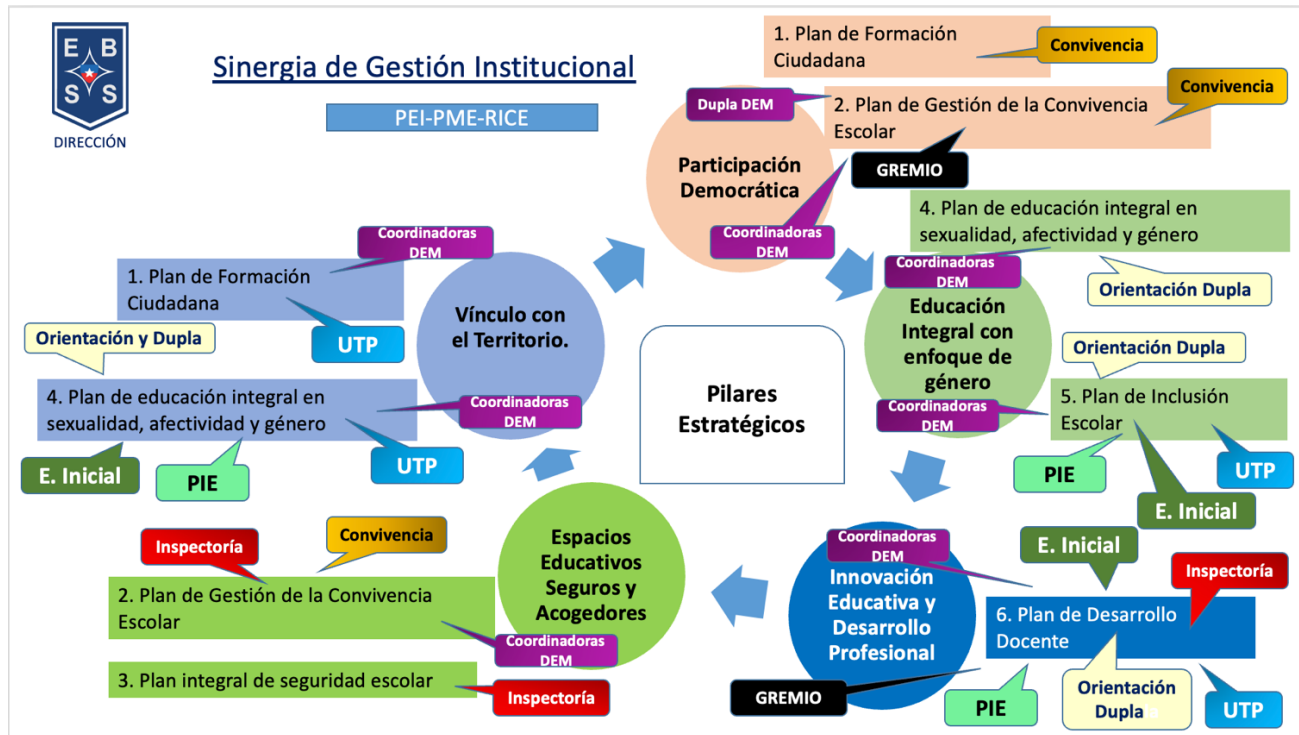 E B
S S
DIRECCIÓN
Sinergia de Gestión Institucional
PEI-PME-RICE
1. Plan de Formación
Ciudadana
Convivencia
Convivencia
Dupla DEM
2. Plan de Gestión de la Convivencia
Escolar
GREMIO
Participación
Democrática
Coordinadoras
DEM
4. Plan de educación integral en
sexualidad, afectividad y género
Coordinadoras
DEM
Orientación Dupla
Educación
Integral con
enfoque de
género
Orientación Dupla
Coordinadoras
DEM
5. Plan de Inclusión
Escolar
PIE
UTP
E. Inicial
E. Inicial
Coordinadoras
DEM
Inspectoría
Innovación
Educativa y
Desarrollo
Profesional
6. Plan de Desarrollo
Docente
GREMIO
PIE
Orientación
Dupla
UTP
Espacios
Educativos
Seguros y
Acogedores
Inspectoría
Convivencia
2. Plan de Gestión de la Convivencia
Escolar
Coordinadoras
DEM
3. Plan integral de seguridad escolar
Inspectoría
Vínculo con
el Territorio.
Coordinadoras
DEM
1. Plan de Formación
Ciudadana
UTP
Orientación y Dupla
4. Plan de educación integral en
sexualidad, afectividad y género
Coordinadoras
DEM
E. Inicial
PIE
UTP
Pilares
Estratégicos